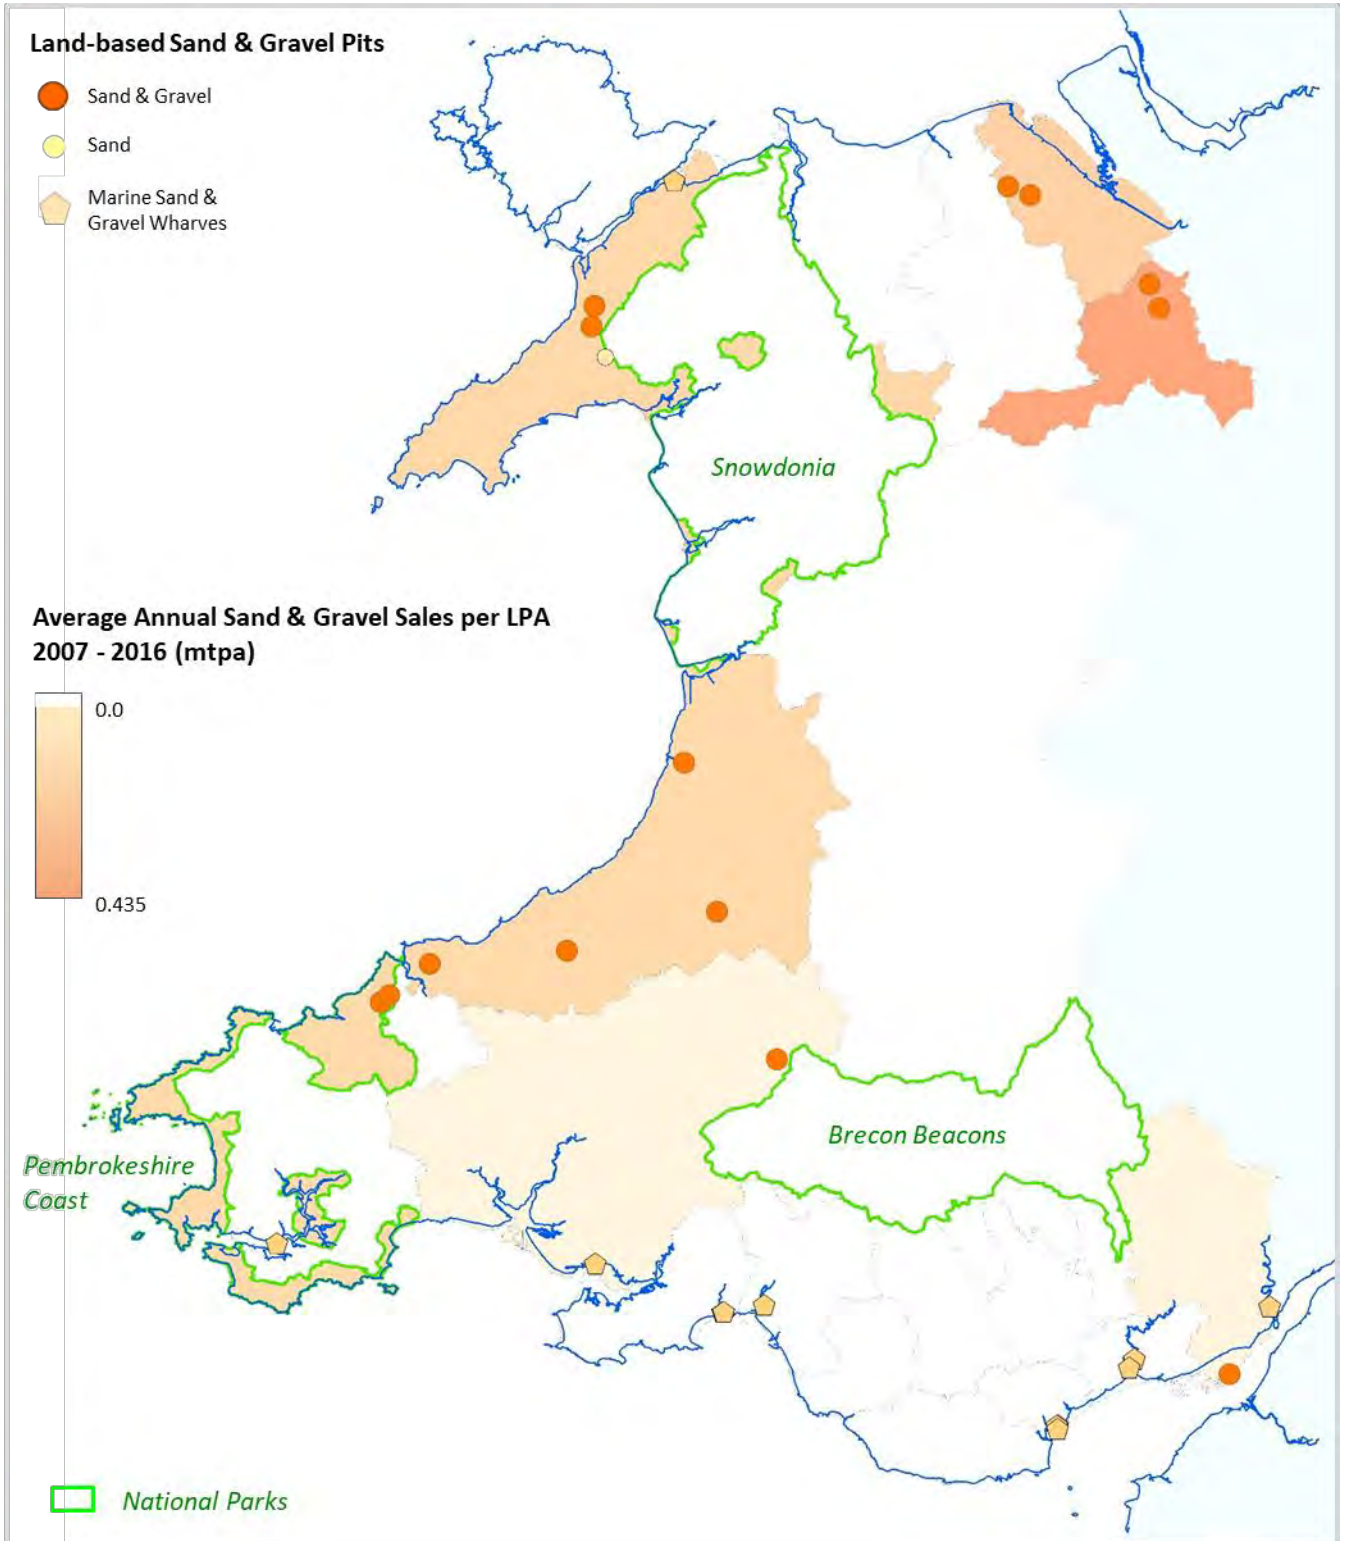 Land-based Sand & Gravel Pits
Sand & Gravel
Sand
Marine Sand &
Gravel Wharves
Snowdonia
Average Annual Sand & Gravel Sales per LPA
2007 - 2016 (mtpa)
0.0
0.435
Brecon Beacons
Pembrokeshire
Coast
National Parks